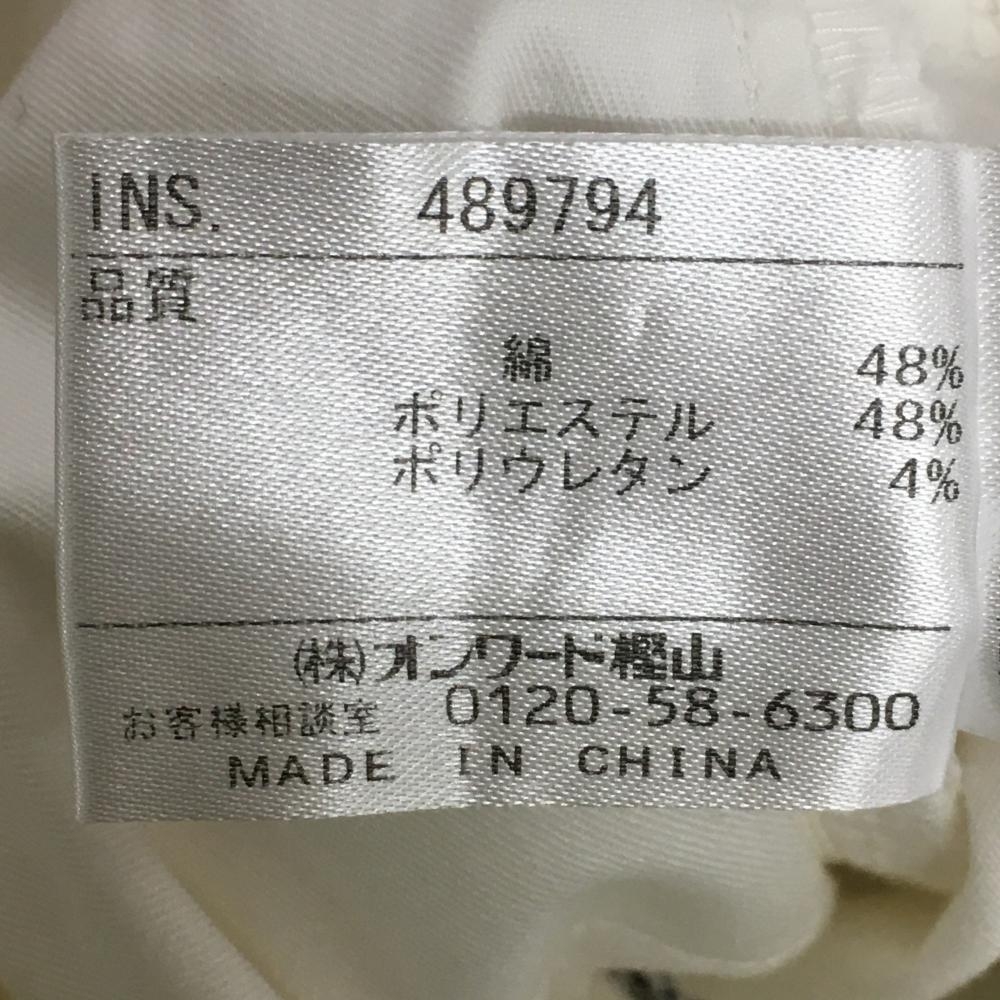 INS. 489794
品質
綿 48%
ポリエステル 48%
ポリウレタン 4%
㈱オンワード樫山
お客様相談室 0120-58-6300
MADE IN CHINA